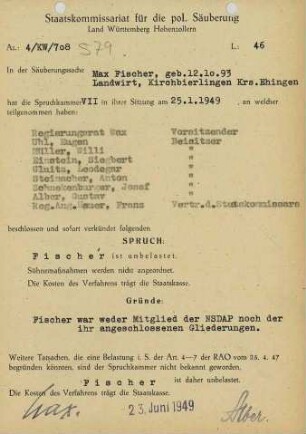 Staatskommissariat für die pol. Säuberung
Land Württemberg Hohenzollern
Az.: 4/KW/708 S79. L: 46
In der Säuberungssache Max Fischer, geb.12.10.93
Landwirt, Kirchbierlingen Krs.Ehingen
hat die Spruchkammer VII in ihrer Sitzung am 25.1.1949 , an welcher
teilgenommen haben:
Regierungsrat Wax Vorsitzender
Uhl, Eugen Beisitzer
Müller, Willi "
Einstein, Siegbert "
Gluitz, Leodegar "
Steinacher, Anton "
Schnekenburger, Josef "
Alber, Gustav "
Reg.Ang. Franz Vertr.d.Staatskommissars
beschlossen und sofort verkündet folgenden
SPRUCH:
Fischer ist unbelastet.
Sühnemaßnahmen werden nicht angeordnet.
Die Kosten des Verfahrens trägt die Staatskasse.
Gründe:
Fischer war weder Mitglied der NSDAP noch der
ihr angeschlossenen Gliederungen.
Weitere Tatsachen, die eine Belastung i. S. der Art. 4—7 der RAO vom 25. 4. 47
begründen könnten, sind der Spruchkammer nicht bekannt geworden.
Fischer ist daher unbelastet.
Die Kosten des Verfahrens trägt die Staatskasse.
Wax. 23. Juni 1949 Alber.